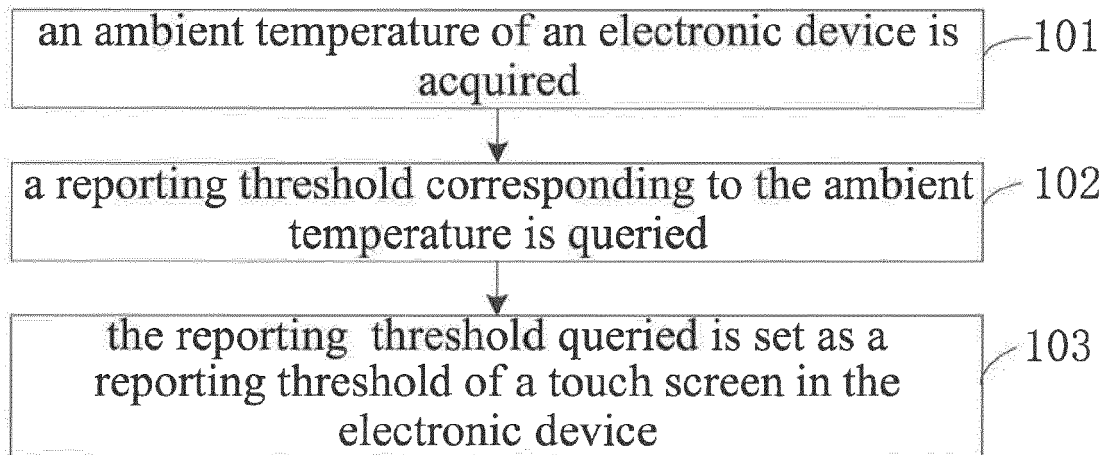 an ambient temperature of an electronic device is
acquired
101
a reporting threshold corresponding to the ambient
temperature is queried
102
the reporting threshold queried is set as a
reporting threshold of a touch screen in the
electronic device
103